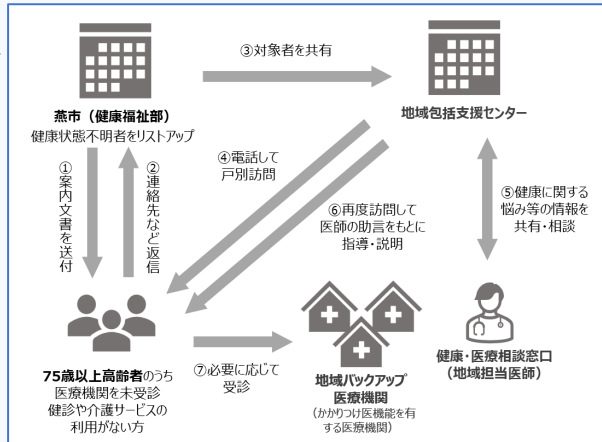 ③対象者を共有
燕市（健康福祉部）
健康状態不明者をリストアップ
地域包括支援センター
①案内文書を送付
②連絡先など返信
④電話して
戸別訪問
⑥再度訪問して
医師の助言をもとに
指導・説明
⑤健康に関する
悩み等の情報を
共有・相談
75歳以上高齢者のうち
医療機関を未受診
健診や介護サービスの
利用がない方
⑦必要に応じて
受診
地域バックアップ
医療機関
（かかりつけ医機能を有
する医療機関）
健康・医療相談窓口
（地域担当医師）